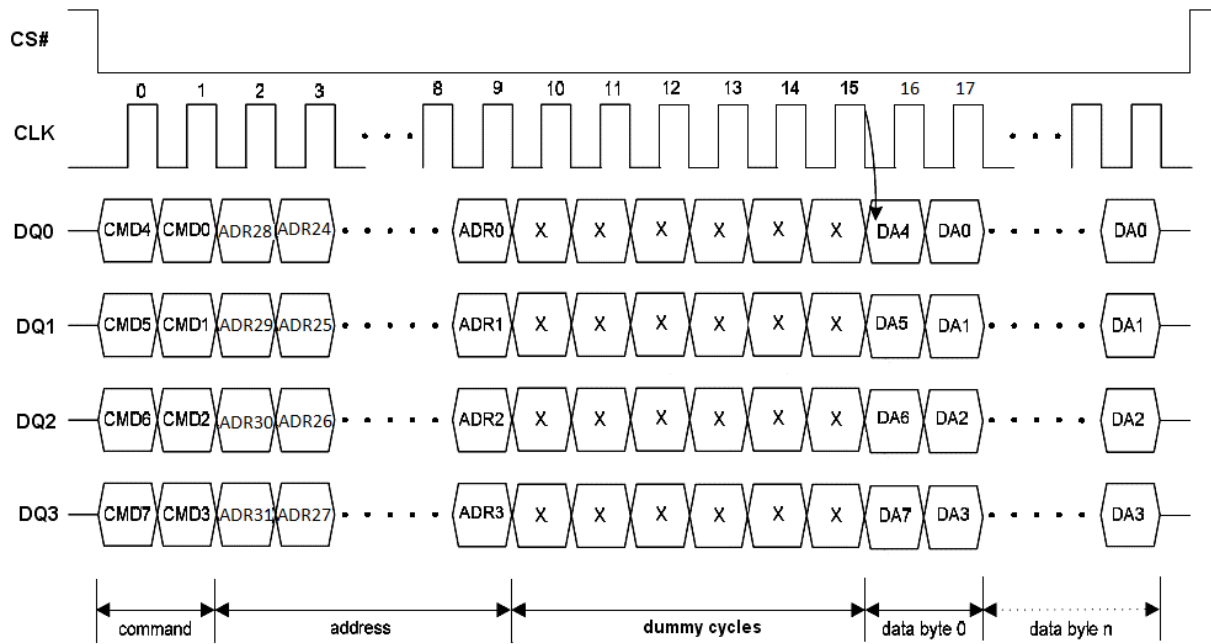 CS#
0 1 2 3 8 9 10 11 12 13 14 15 16 17
CLK
DQ0 CMD4 CMD0 ADR28 ADR24 ADR0 X X X X X X DA4 DA0 DA0
DQ1 CMD5 CMD1 ADR29 ADR25 ADR1 X X X X X X DA5 DA1 DA1
DQ2 CMD6 CMD2 ADR30 ADR26 ADR2 X X X X X X DA6 DA2 DA2
DQ3 CMD7 CMD3 ADR31 ADR27 ADR3 X X X X X X DA7 DA3 DA3
command address dummy cycles data byte 0 data byle n